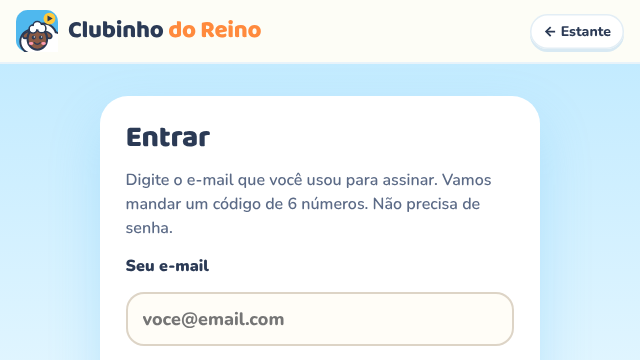 Clubinho do Reino
← Estante
Entrar
Digite o e-mail que você usou para assinar. Vamos
mandar um código de 6 números. Não precisa de
senha.
Seu e-mail
voce@email.com